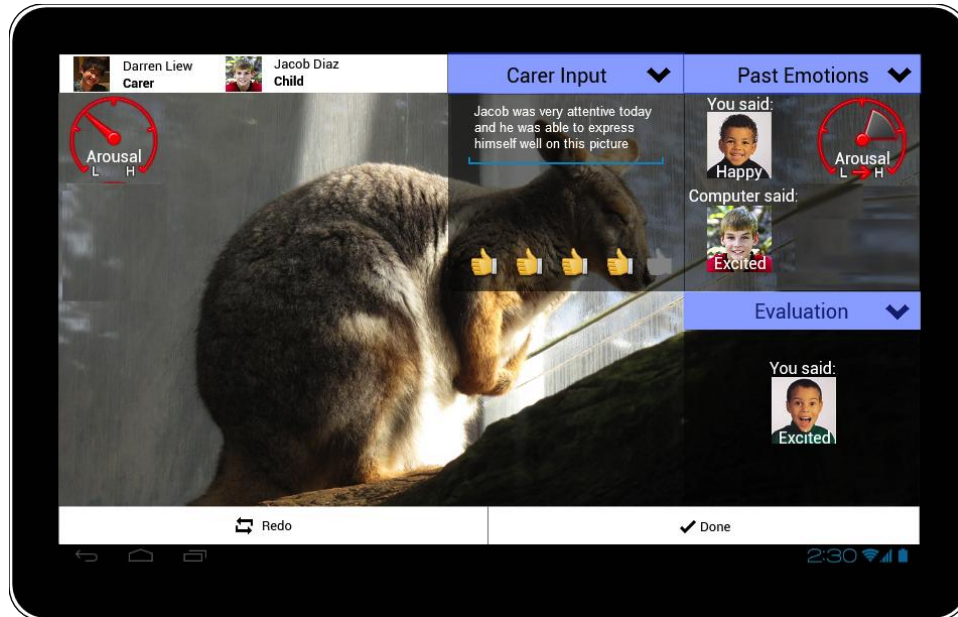 Darren Liew
Carer
Jacob Diaz
Child
Carer Input
Past Emotions
Arousal
L H
Jacob was very attentive today
and he was able to express
himself well on this picture
You said:
Happy
Arousal
L H
Computer said:
Excited
Evaluation
You said:
Excited
Redo
Done
2:30